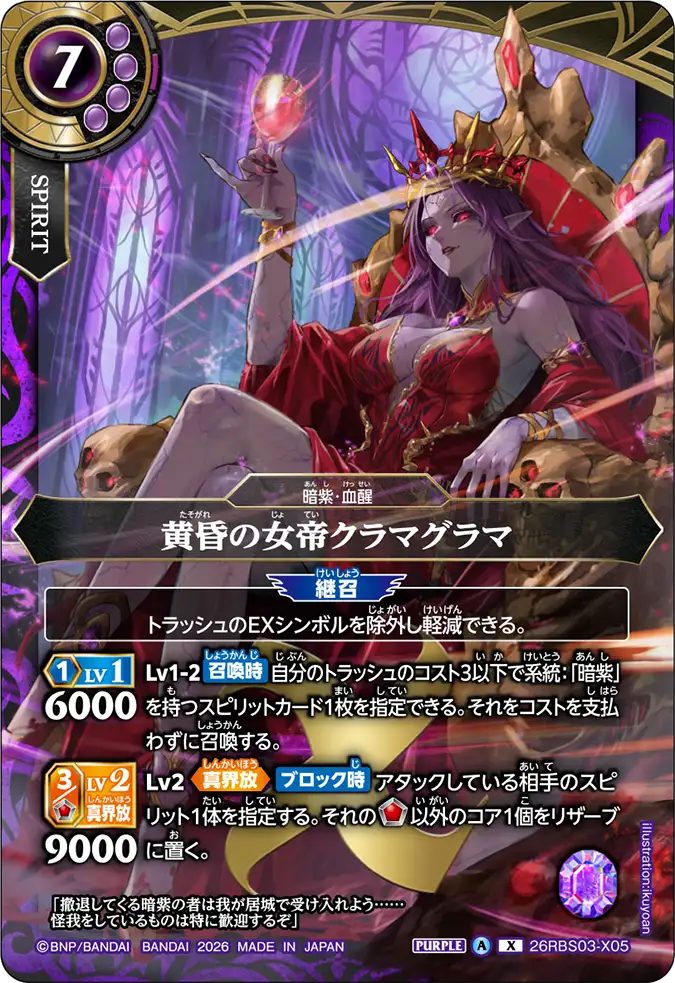 7
SPIRIT
暗紫・血醒
黄昏の女帝クラマグラマ
継召
トラッシュのEXシンボルを除外し軽減できる。
1 LV1 6000
Lv1-2 召喚時 自分のトラッシュのコスト3以下で系統:「暗紫」
を持つスピリットカード1枚を指定できる。それをコストを支払
わずに召喚する。
3 LV2 真界放 9000
Lv2 真界放 ブロック時 アタックしている相手のスピ
リット1体を指定する。それの以外のコア1個をリザーブ
に置く。
「撤退してくる暗紫の者は我が居城で受け入れよう……
怪我をしているものは特に歓迎するぞ」
illustration:ikuyoan
©BNP/BANDAI BANDAI 2026 MADE IN JAPAN
PURPLE A X 26RBS03-X05